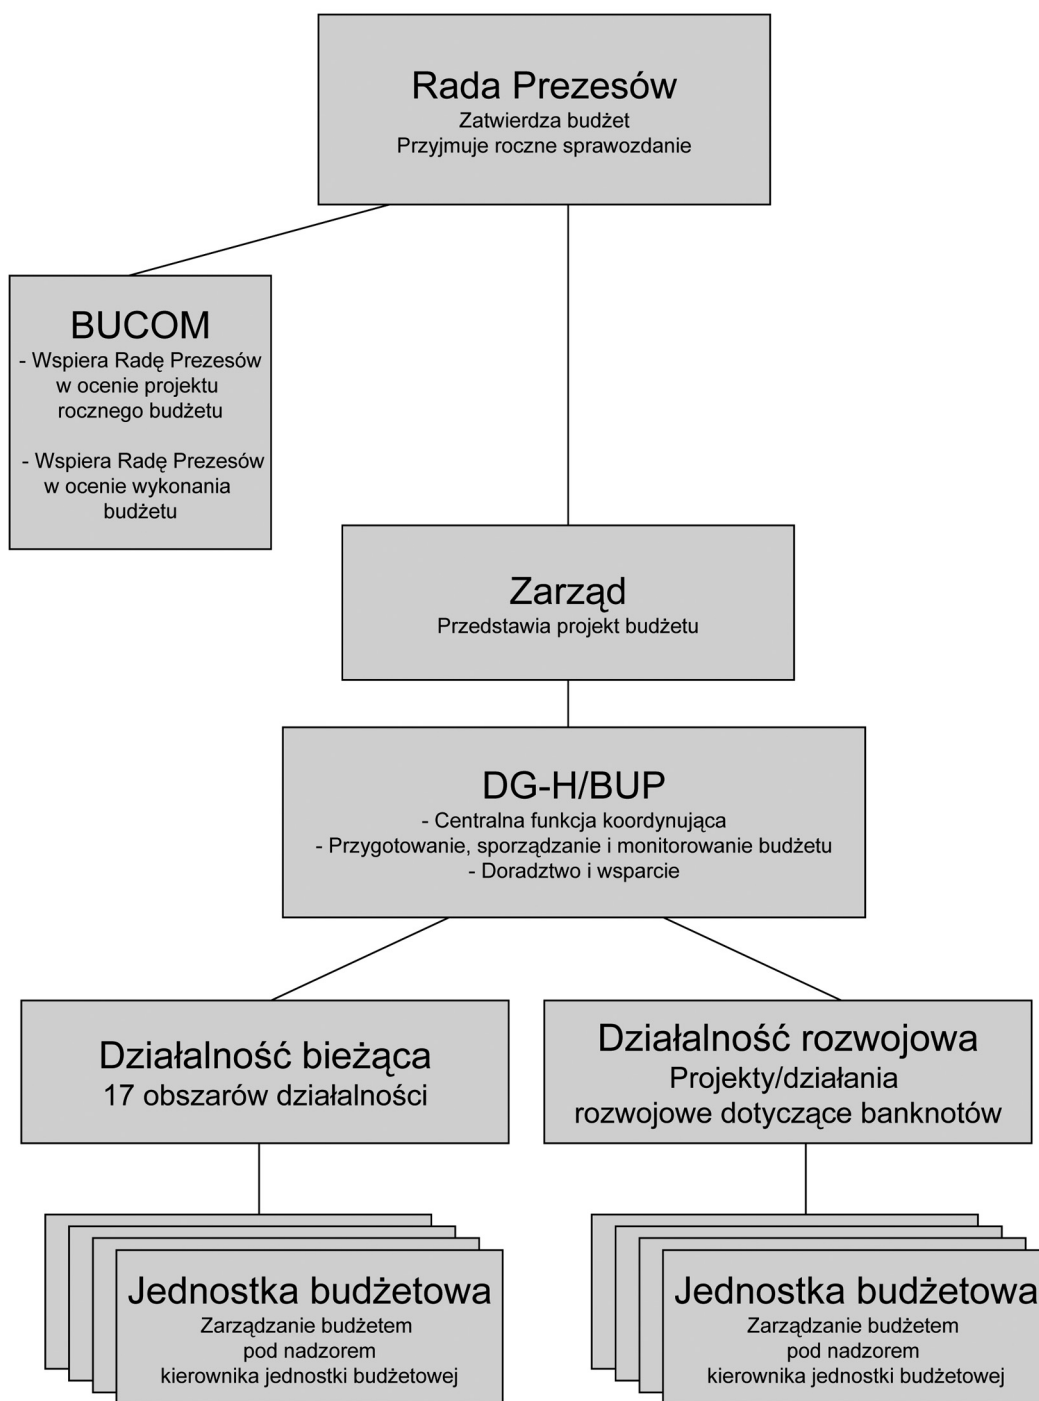 Rada Prezesów
Zatwierdza budżet
Przyjmuje roczne sprawozdanie
BUCOM
- Wspiera Radę Prezesów
w ocenie projektu
rocznego budżetu
- Wspiera Radę Prezesów
w ocenie wykonania
budżetu
Zarząd
Przedstawia projekt budżetu
DG-H/BUP
- Centralna funkcja koordynująca
- Przygotowanie, sporządzanie i monitorowanie budżetu
- Doradztwo i wsparcie
Działalność bieżąca
17 obszarów działalności
Działalność rozwojowa
Projekty/działania
rozwojowe dotyczące banknotów
Jednostka budżetowa
Zarządzanie budżetem
pod nadzorem
kierownika jednostki budżetowej
Jednostka budżetowa
Zarządzanie budżetem
pod nadzorem
kierownika jednostki budżetowej